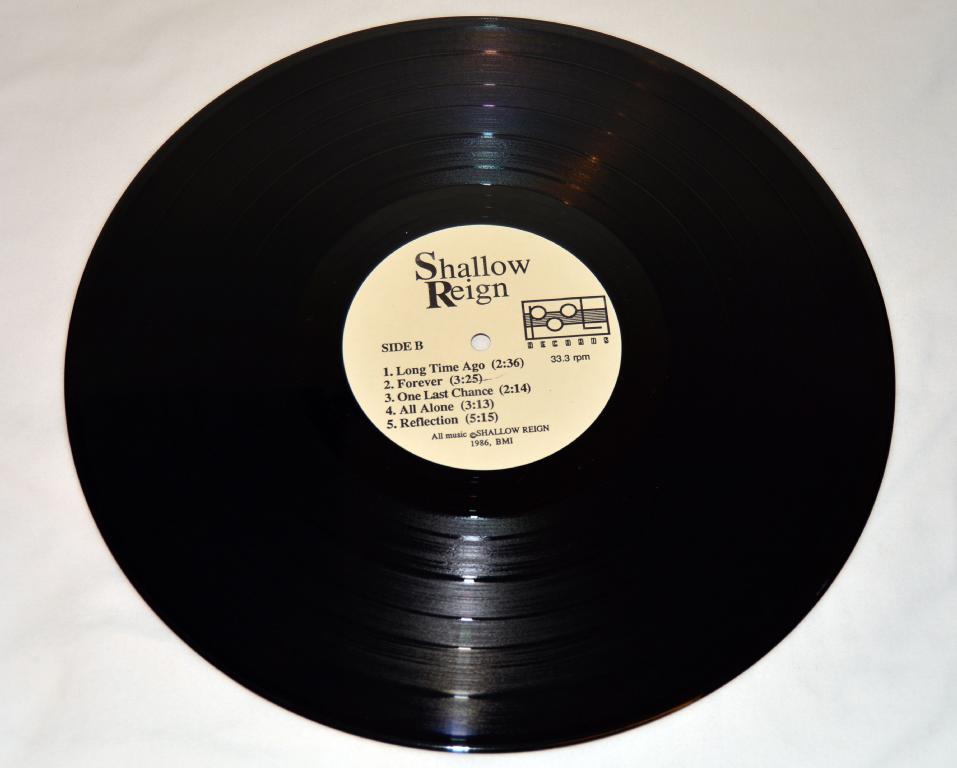 Shallow
Reign
POOL
RECORDS
SIDE B
33.3 rpm
1. Long Time Ago (2:36)
2. Forever (3:25)
3. One Last Chance (2:14)
4. All Alone (3:13)
5. Reflection (5:15)
All music ©SHALLOW REIGN
1986, BMI